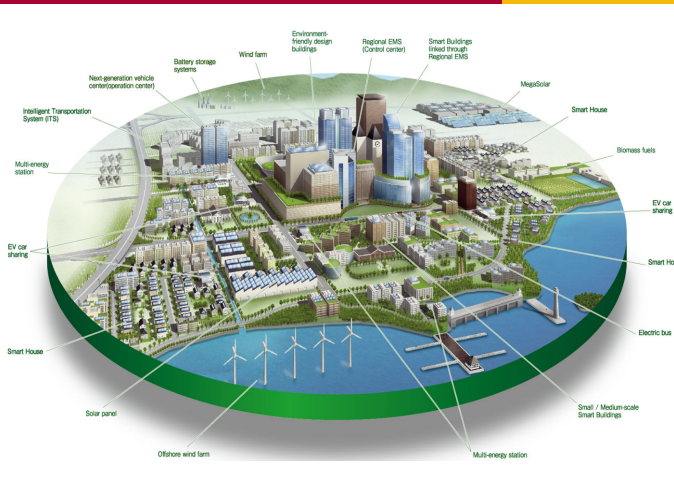 Environment-
friendly design
buildings
Regional EMS
(Control center)
Smart Buildings
linked through
Regional EMS
Wind farm
Battery storage
systems
Next-generation vehicle
center(operation center)
MegaSolar
Intelligent Transportation
System (ITS)
Smart House
Biomass fuels
Multi-energy
station
EV car
sharing
EV car
sharing
Smart Ho
Electric bus
Smart House
Solar panel
Small / Medium-scale
Smart Buildings
Offshore wind farm
Multi-energy station